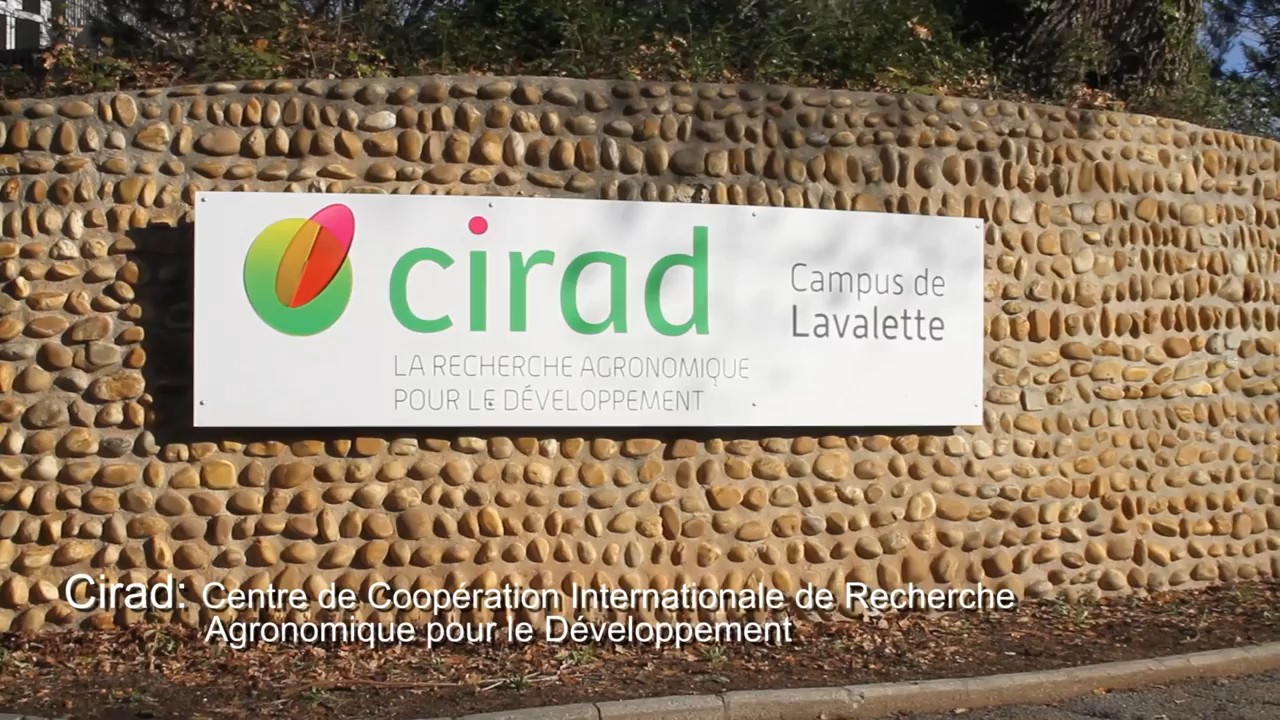 cirad
LA RECHERCHE AGRONOMIQUE
POUR LE DÉVELOPPEMENT
Campus de
Lavalette
Cirad: Centre de Coopération Internationale de Recherche
Agronomique pour le Développement